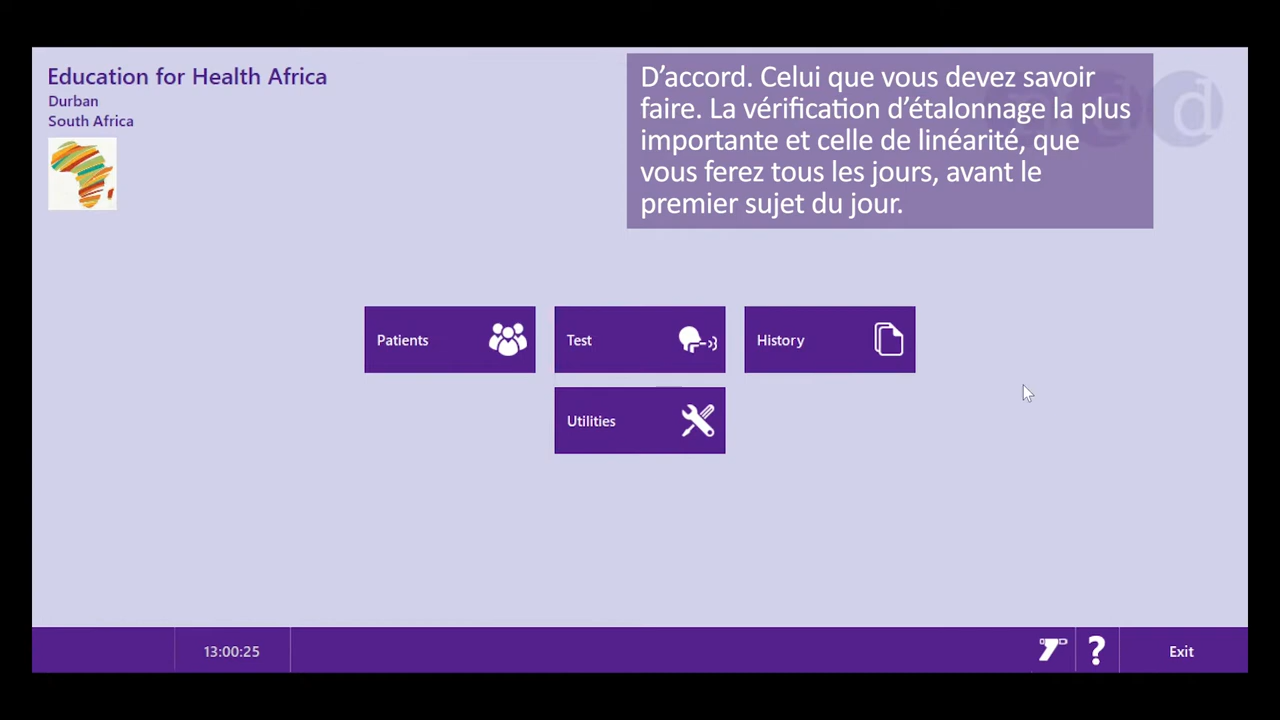 Education for Health Africa
Durban
South Africa
D’accord. Celui que vous devez savoir
faire. La vérification d’étalonnage la plus
importante et celle de linéarité, que
vous ferez tous les jours, avant le
premier sujet du jour.
Patients
Test
History
Utilities
13:00:25
?
Exit